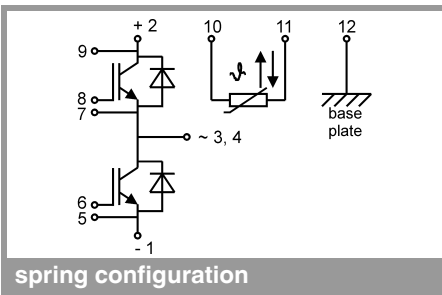 + 2 10 11 12
9
ϑ
8
7
base
plate
~ 3, 4
6
5
- 1
spring configuration